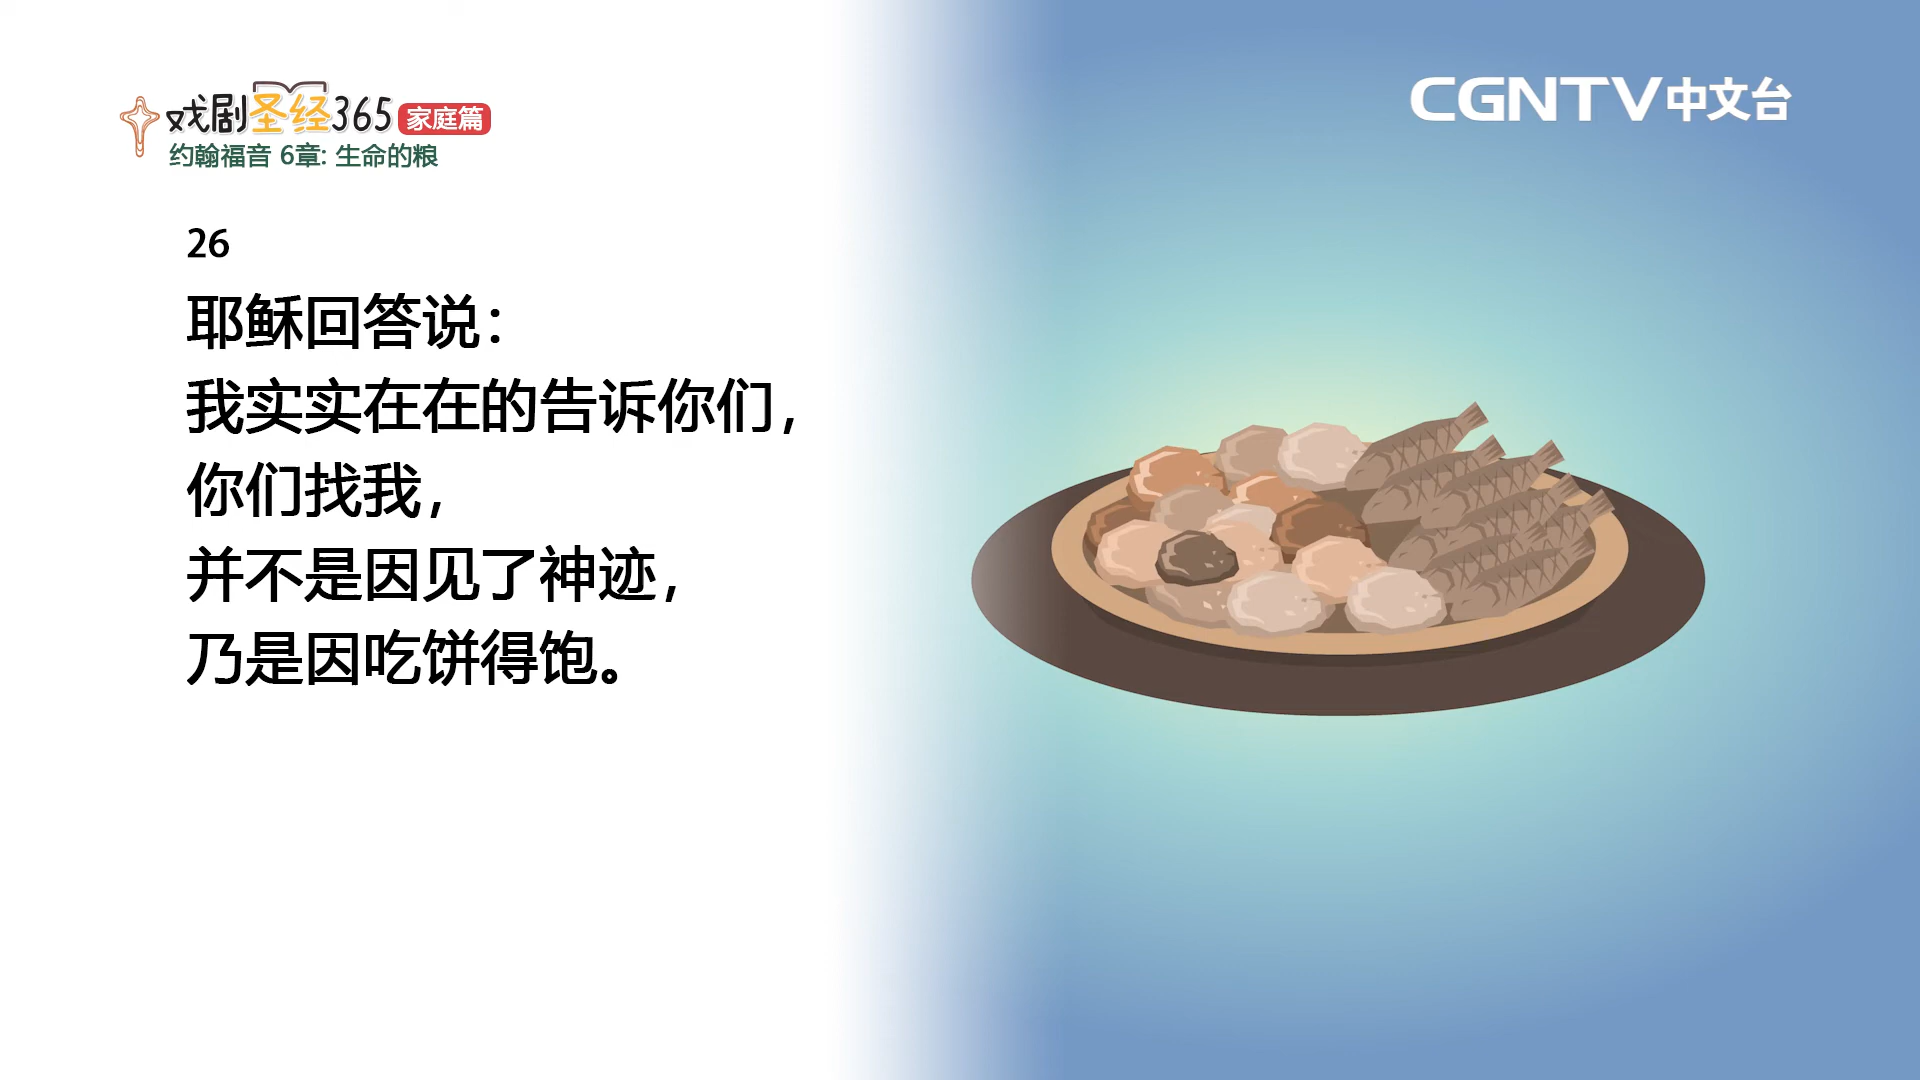 戏剧圣经365 家庭篇
CGNTV中文台
约翰福音 6章: 生命的粮
26
耶稣回答说：
我实实在在的告诉你们，
你们找我，
并不是因见了神迹，
乃是因吃饼得饱。